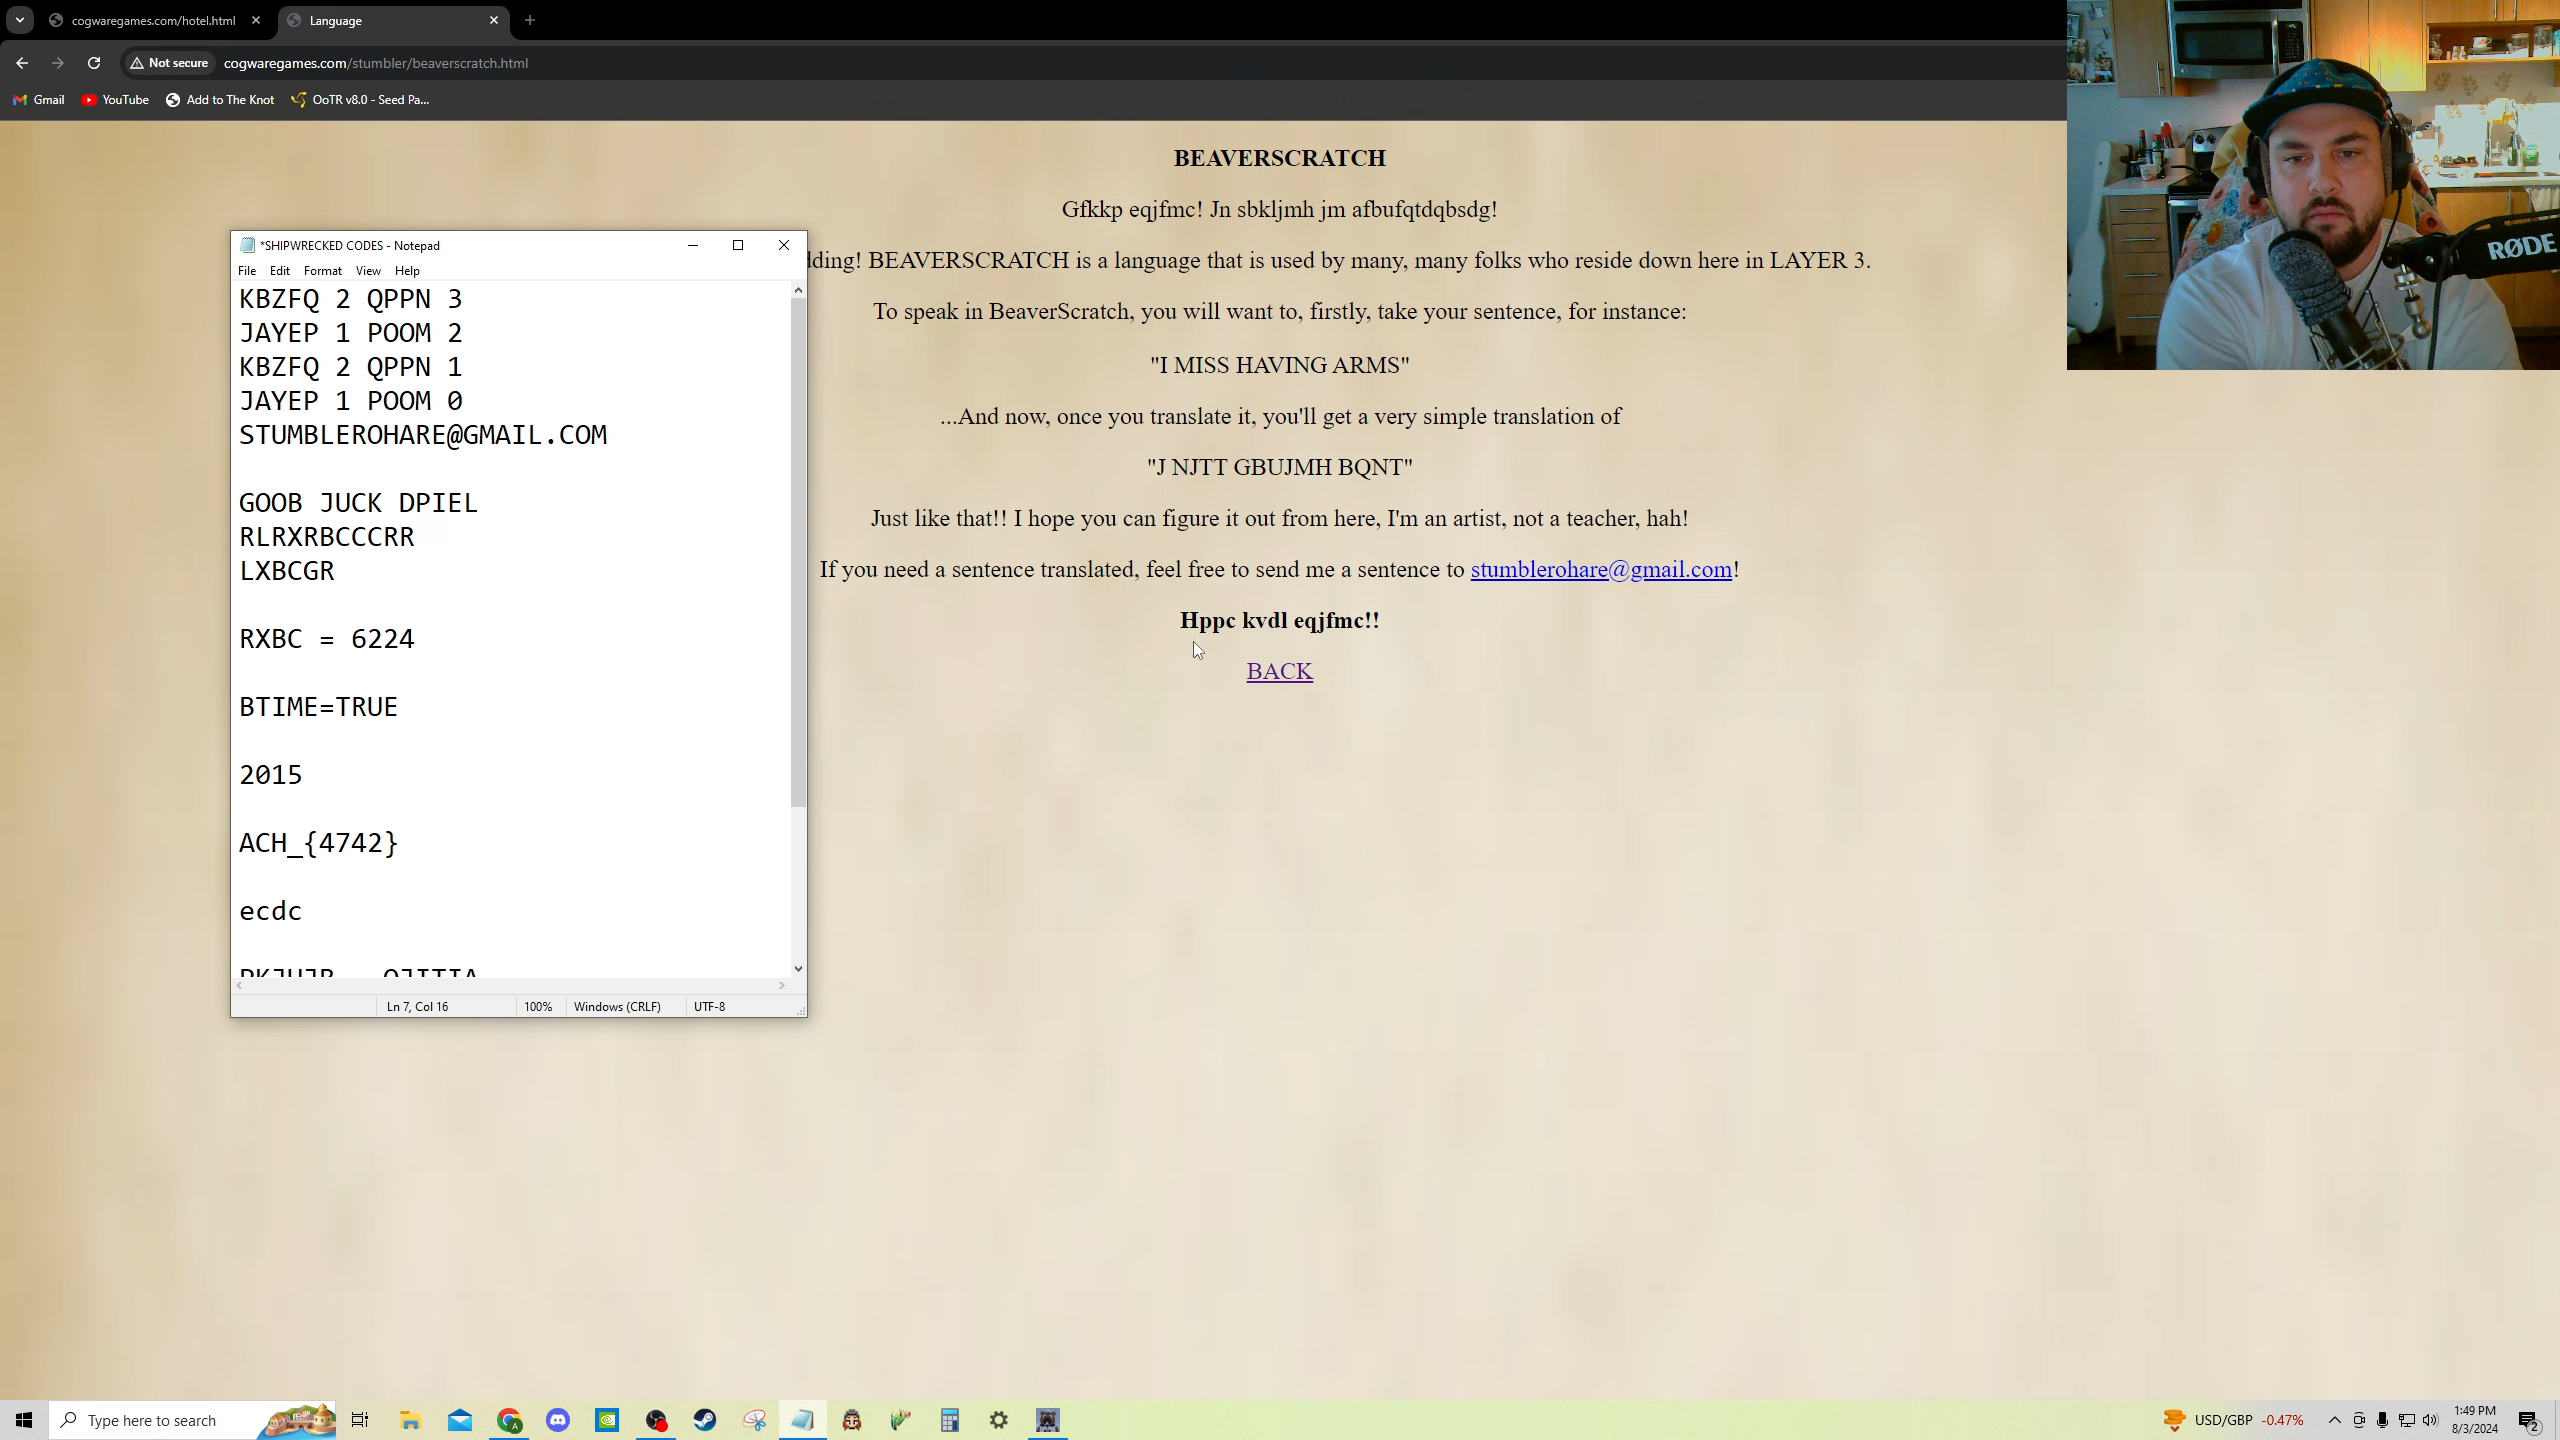 cogwaregames.com/hotel.html
Language
Not secure
cogwaregames.com/stumbler/beaverscratch.html
Gmail
YouTube
Add to The Knot
OoTR v8.0 - Seed Pa...
BEAVERSCRATCH
Gfkkp eqjfmc! Jn sbkljmh jm afbufqtdqbsdg!
dding! BEAVERSCRATCH is a language that is used by many, many folks who reside down here in LAYER 3.
To speak in BeaverScratch, you will want to, firstly, take your sentence, for instance:
"I MISS HAVING ARMS"
...And now, once you translate it, you'll get a very simple translation of
"J NJTT GBUJMH BQNT"
Just like that!! I hope you can figure it out from here, I'm an artist, not a teacher, hah!
If you need a sentence translated, feel free to send me a sentence to stumblerohare@gmail.com!
Hppc kvdl eqjfmc!!
BACK
*SHIPWRECKED CODES - Notepad
File Edit Format View Help
KBZFQ 2 QPPN 3
JAYEP 1 POOM 2
KBZFQ 2 QPPN 1
JAYEP 1 POOM 0
STUMBLEROHARE@GMAIL.COM
GOOB JUCK DPIEL
RLRXRBCCCRR
LXBCGR
RXBC = 6224
BTIME=TRUE
2015
ACH_{4742}
ecdc
Ln 7, Col 16
100%
Windows (CRLF)
UTF-8
RØDE
Type here to search
USD/GBP -0.47%
1:49 PM
8/3/2024
2